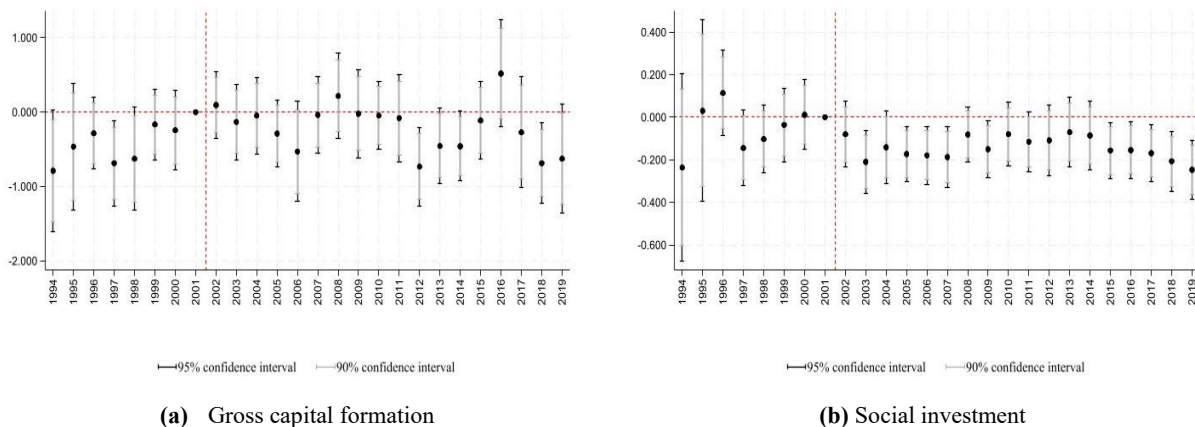 1.000
0.000
-1.000
-2.000
1994 1995 1996 1997 1998 1999 2000 2001 2002 2003 2004 2005 2006 2007 2008 2009 2010 2011 2012 2013 2014 2015 2016 2017 2018 2019
95% confidence interval 90% confidence interval
(a) Gross capital formation
0.400
0.200
0.000
-0.200
-0.400
-0.600
1994 1995 1996 1997 1998 1999 2000 2001 2002 2003 2004 2005 2006 2007 2008 2009 2010 2011 2012 2013 2014 2015 2016 2017 2018 2019
95% confidence interval 90% confidence interval
(b) Social investment